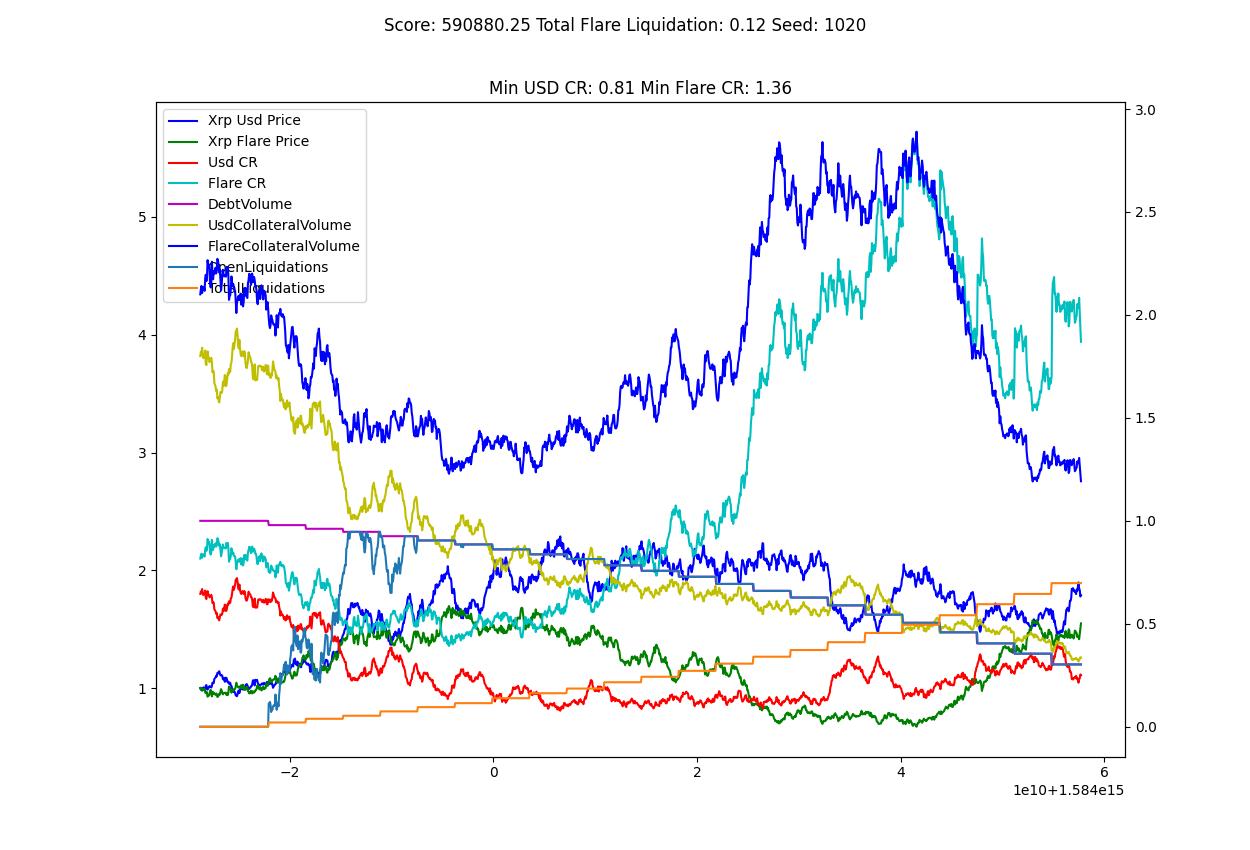 Score: 590880.25 Total Flare Liquidation: 0.12 Seed: 1020
Min USD CR: 0.81 Min Flare CR: 1.36
Xrp Usd Price
Xrp Flare Price
Usd CR
Flare CR
DebtVolume
UsdCollateralVolume
FlareCollateralVolume
OpenLiquidations
TotalLiquidations
5
4
3
2
1
3.0
2.5
2.0
1.5
1.0
0.5
0.0
−2
0
2
4
6
1e10+1.584e15